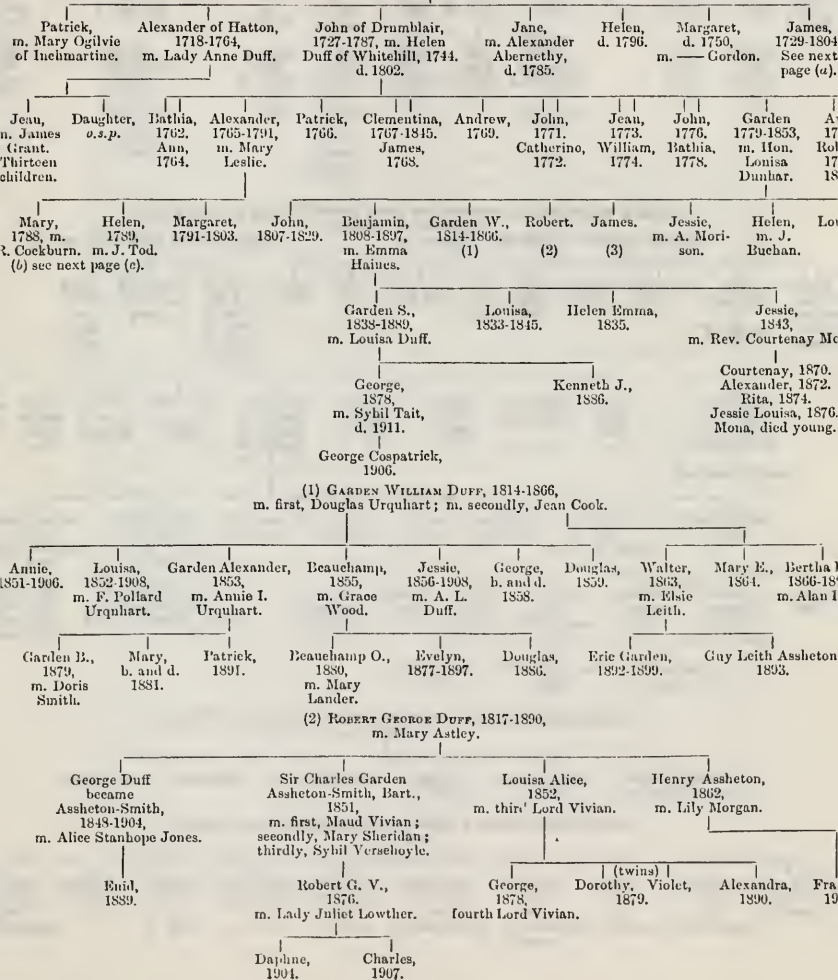 Patrick, m. Mary Ogilvie of Inchmartine.
Alexander of Hatton, 1718-1764, m. Lady Anne Duff.
John of Drumblair, 1727-1787, m. Helen Duff of Whitehill, 1744. d. 1802.
Jane, m. Alexander Abernethy, d. 1785.
Helen, d. 1796.
Margaret, d. 1750, m. —— Gordon.
James, 1729-1804 See next page (a).
Jean, m. James Grant. Thirteen children.
Daughter, o.s.p.
Bathia, 1762. Ann, 1764.
Alexander, 1765-1791, m. Mary Leslie.
Patrick, 1766.
Clementina, 1767-1845. James, 1768.
Andrew, 1769.
John, 1771. Catherino, 1772.
Jean, 1773. William, 1774.
John, 1776. Bathia, 1778.
Garden 1779-1853, m. Hon. Louisa Dunbar.
Mary, 1788, m. R. Cockburn. (b) see next page (c).
Helen, 1789, m. J. Tod.
Margaret, 1791-1803.
John, 1807-1829.
Benjamin, 1808-1897, m. Emma Haines.
Garden W., 1814-1866. (1)
Robert. (2)
James. (3)
Jessie, m. A. Mori- son.
Helen, m. J. Buchan.
Garden S., 1838-1889, m. Louisa Duff.
Louisa, 1833-1845.
Helen Emma, 1835.
Jessie, 1843, m. Rev. Courtenay
George, 1878, m. Sybil Tait, d. 1911.
Kenneth J., 1886.
Courtenay, 1870. Alexander, 1872. Rita, 1874. Jessie Louisa, 1876. Mona, died young.
George Cospatrick, 1906.
(1) GARDEN WILLIAM DUFF, 1814-1866,
m. first, Douglas Urquhart; m. secondly, Jean Cook.
Annie, 1851-1906.
Louisa, 1852-1908, m. F. Pollard Urquhart.
Garden Alexander, 1853, m. Annie I. Urquhart.
Beauchamp, 1855, m. Grace Wood.
Jessie, 1856-1908, m. A. L. Duff.
George, b. and d. 1858.
Douglas, 1859.
Walter, 1863, m. Elsie Leith.
Mary E., 1864.
Bertha m. Alan
Garden B., 1879, m. Doris Smith.
Mary, b. and d. 1881.
Patrick, 1891.
Beauchamp O., 1880, m. Mary Lander.
Evelyn, 1877-1897.
Douglas, 1886.
Eric Garden, 1892-1899.
Guy Leith Assheton 1893.
(2) ROBERT GEORGE DUFF, 1817-1890,
m. Mary Astley.
George Duff became Assheton-Smith, 1848-1904, m. Alice Stanhope Jones.
Sir Charles Garden Assheton-Smith, Bart., 1851, m. first, Maud Vivian; secondly, Mary Sheridan; thirdly, Sybil Verschoyle.
Louisa Alice, 1852, m. thir' Lord Vivian.
Henry Assheton, 1862, m. Lily Morgan.
Enid, 1889.
Robert G. V., 1876. m. Lady Juliet Lowther.
George, 1878, fourth Lord Vivian.
(twins) Dorothy, Violet, 1879.
Alexandra, 1890.
Daphne, 1904.
Charles, 1907.